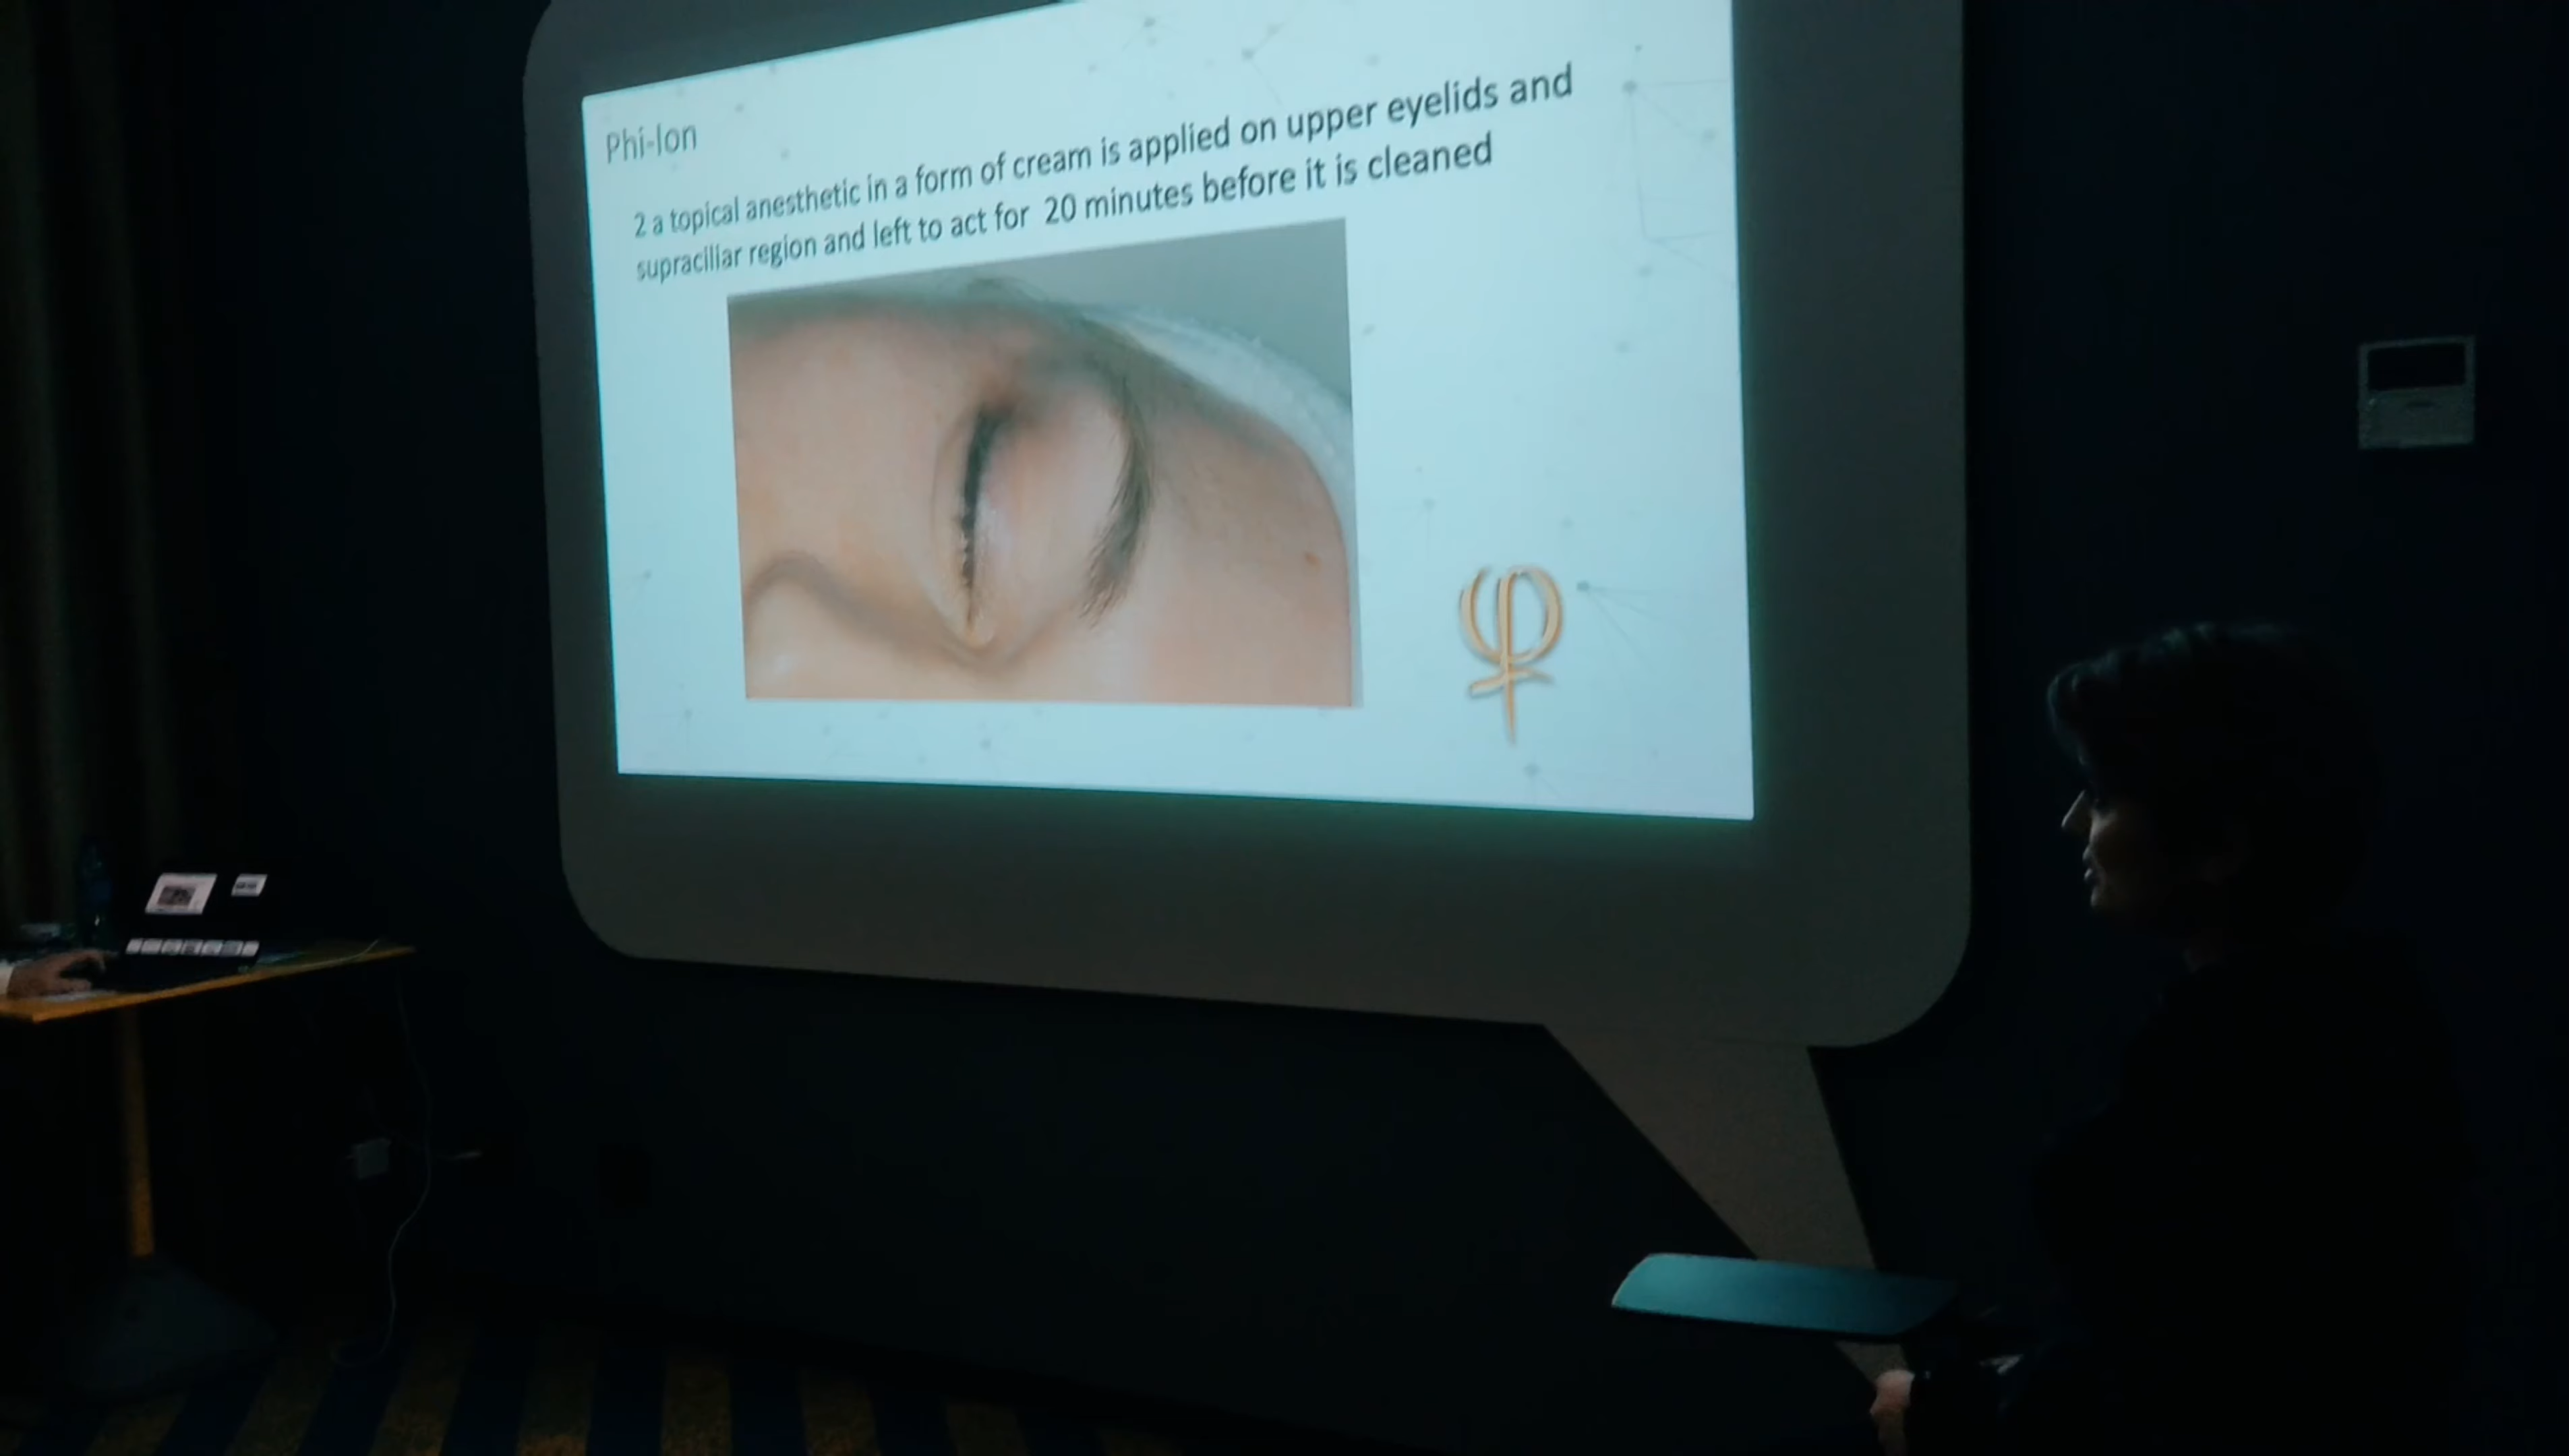 Phi-Ion
2 a topical anesthetic in a form of cream is applied on upper eyelids and
supraciliar region and left to act for 20 minutes before it is cleaned